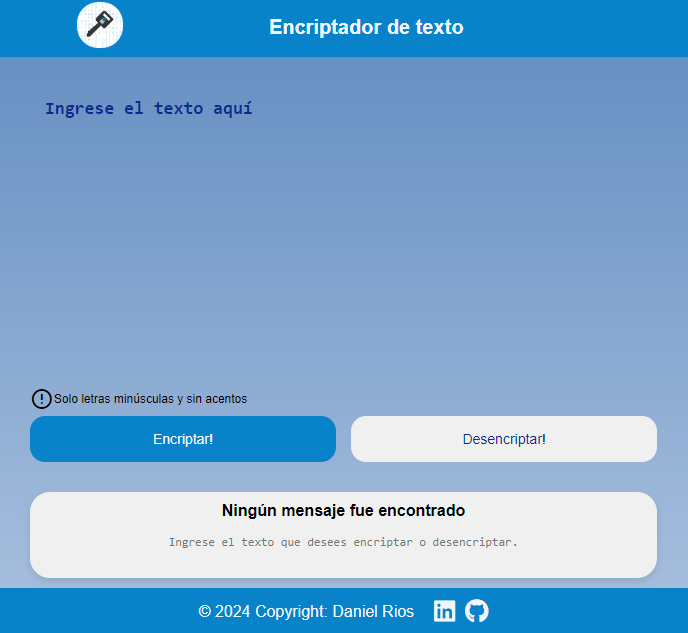 Encriptador de texto
Ingrese el texto aquí
Solo letras minúsculas y sin acentos
Encriptar!
Desencriptar!
Ningún mensaje fue encontrado
Ingrese el texto que desees encriptar o desencriptar.
© 2024 Copyright: Daniel Rios